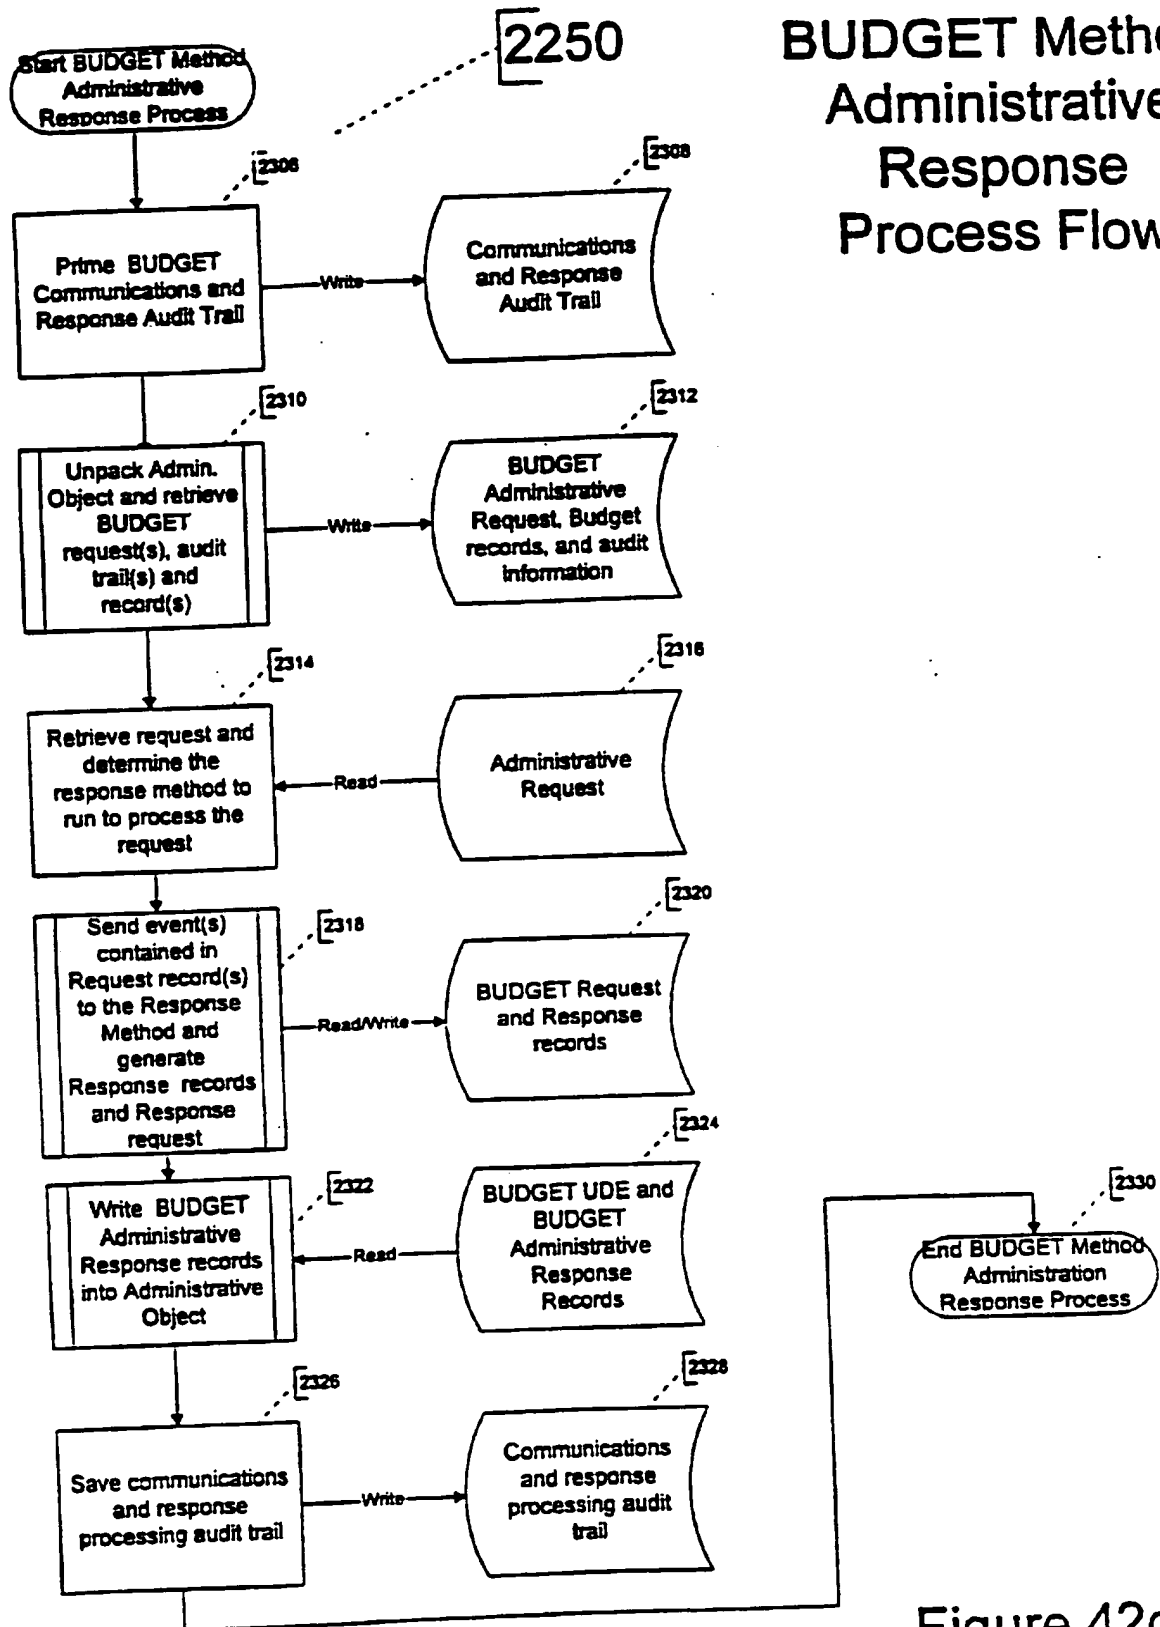 2250
BUDGET Metho
Administrative
Response
Process Flow
Start BUDGET Method
Administrative
Response Process
2306
Prime BUDGET
Communications and
Response Audit Trail
Write
2308
Communications
and Response
Audit Trail
2310
Unpack Admin.
Object and retrieve
BUDGET
request(s), audit
trail(s) and
record(s)
Write
2312
BUDGET
Administrative
Request, Budget
records, and audit
information
2314
Retrieve request and
determine the
response method to
run to process the
request
Read
2316
Administrative
Request
2318
Send event(s)
contained in
Request record(s)
to the Response
Method and
generate
Response records
and Response
request
Read/Write
2320
BUDGET Request
and Response
records
2322
Write BUDGET
Administrative
Response records
into Administrative
Object
Read
2324
BUDGET UDE and
BUDGET
Administrative
Response
Records
2326
Save communications
and response
processing audit trail
Write
2328
Communications
and response
processing audit
trail
2330
End BUDGET Method
Administration
Response Process
Figure 42c